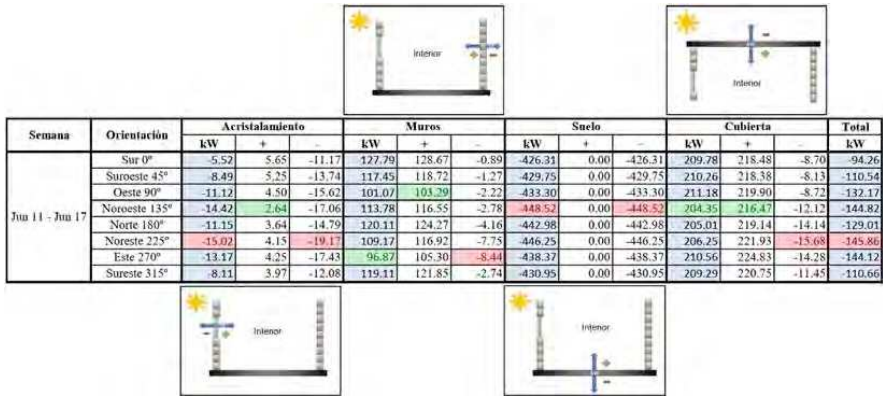 Interior
+
-
-
+
Interior
Semana Orientación Acristalamiento Muros Suelo Cubierta Total
kW + - kW + - kW + - kW + - kW
Jun 11 - Jun 17
Sur 0º -5.52 5.65 -11.17 127.79 128.67 -0.89 -426.31 0.00 -426.31 209.78 218.48 -8.70 -94.26
Suroeste 45º -8.49 5.25 -13.74 117.45 118.72 -1.27 -429.75 0.00 -429.75 210.26 218.38 -8.13 -110.54
Oeste 90º -11.12 4.50 -15.62 101.07 103.29 -2.22 -433.30 0.00 -433.30 211.18 219.90 -8.72 -132.17
Noroeste 135º -14.42 2.64 -17.06 113.78 116.55 -2.78 -448.52 0.00 -448.52 204.35 216.47 -12.12 -144.82
Norte 180º -11.15 3.64 -14.79 120.11 124.27 -4.16 -442.98 0.00 -442.98 205.01 219.14 -14.14 -129.01
Noreste 225º -15.02 4.15 -19.17 109.17 116.92 -7.75 -446.25 0.00 -446.25 206.25 221.93 -15.68 -145.86
Este 270º -13.17 4.25 -17.43 96.87 105.30 -8.44 -438.37 0.00 -438.37 210.56 224.83 -14.28 -144.12
Sureste 315º -8.11 3.97 -12.08 119.11 121.85 -2.74 -430.95 0.00 -430.95 209.29 220.75 -11.45 -110.66
Interior
- +
Interior
+
-